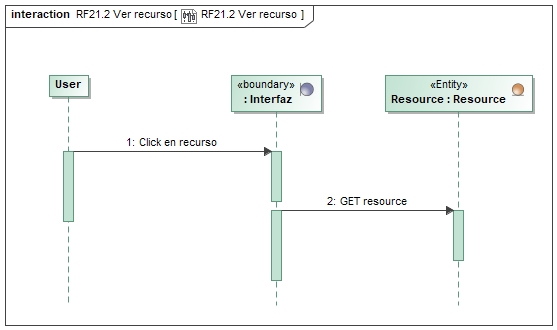 interaction RF21.2 Ver recurso [ RF21.2 Ver recurso ]
User
«boundary»
: Interfaz
«Entity»
Resource : Resource
1: Click en recurso
2: GET resource